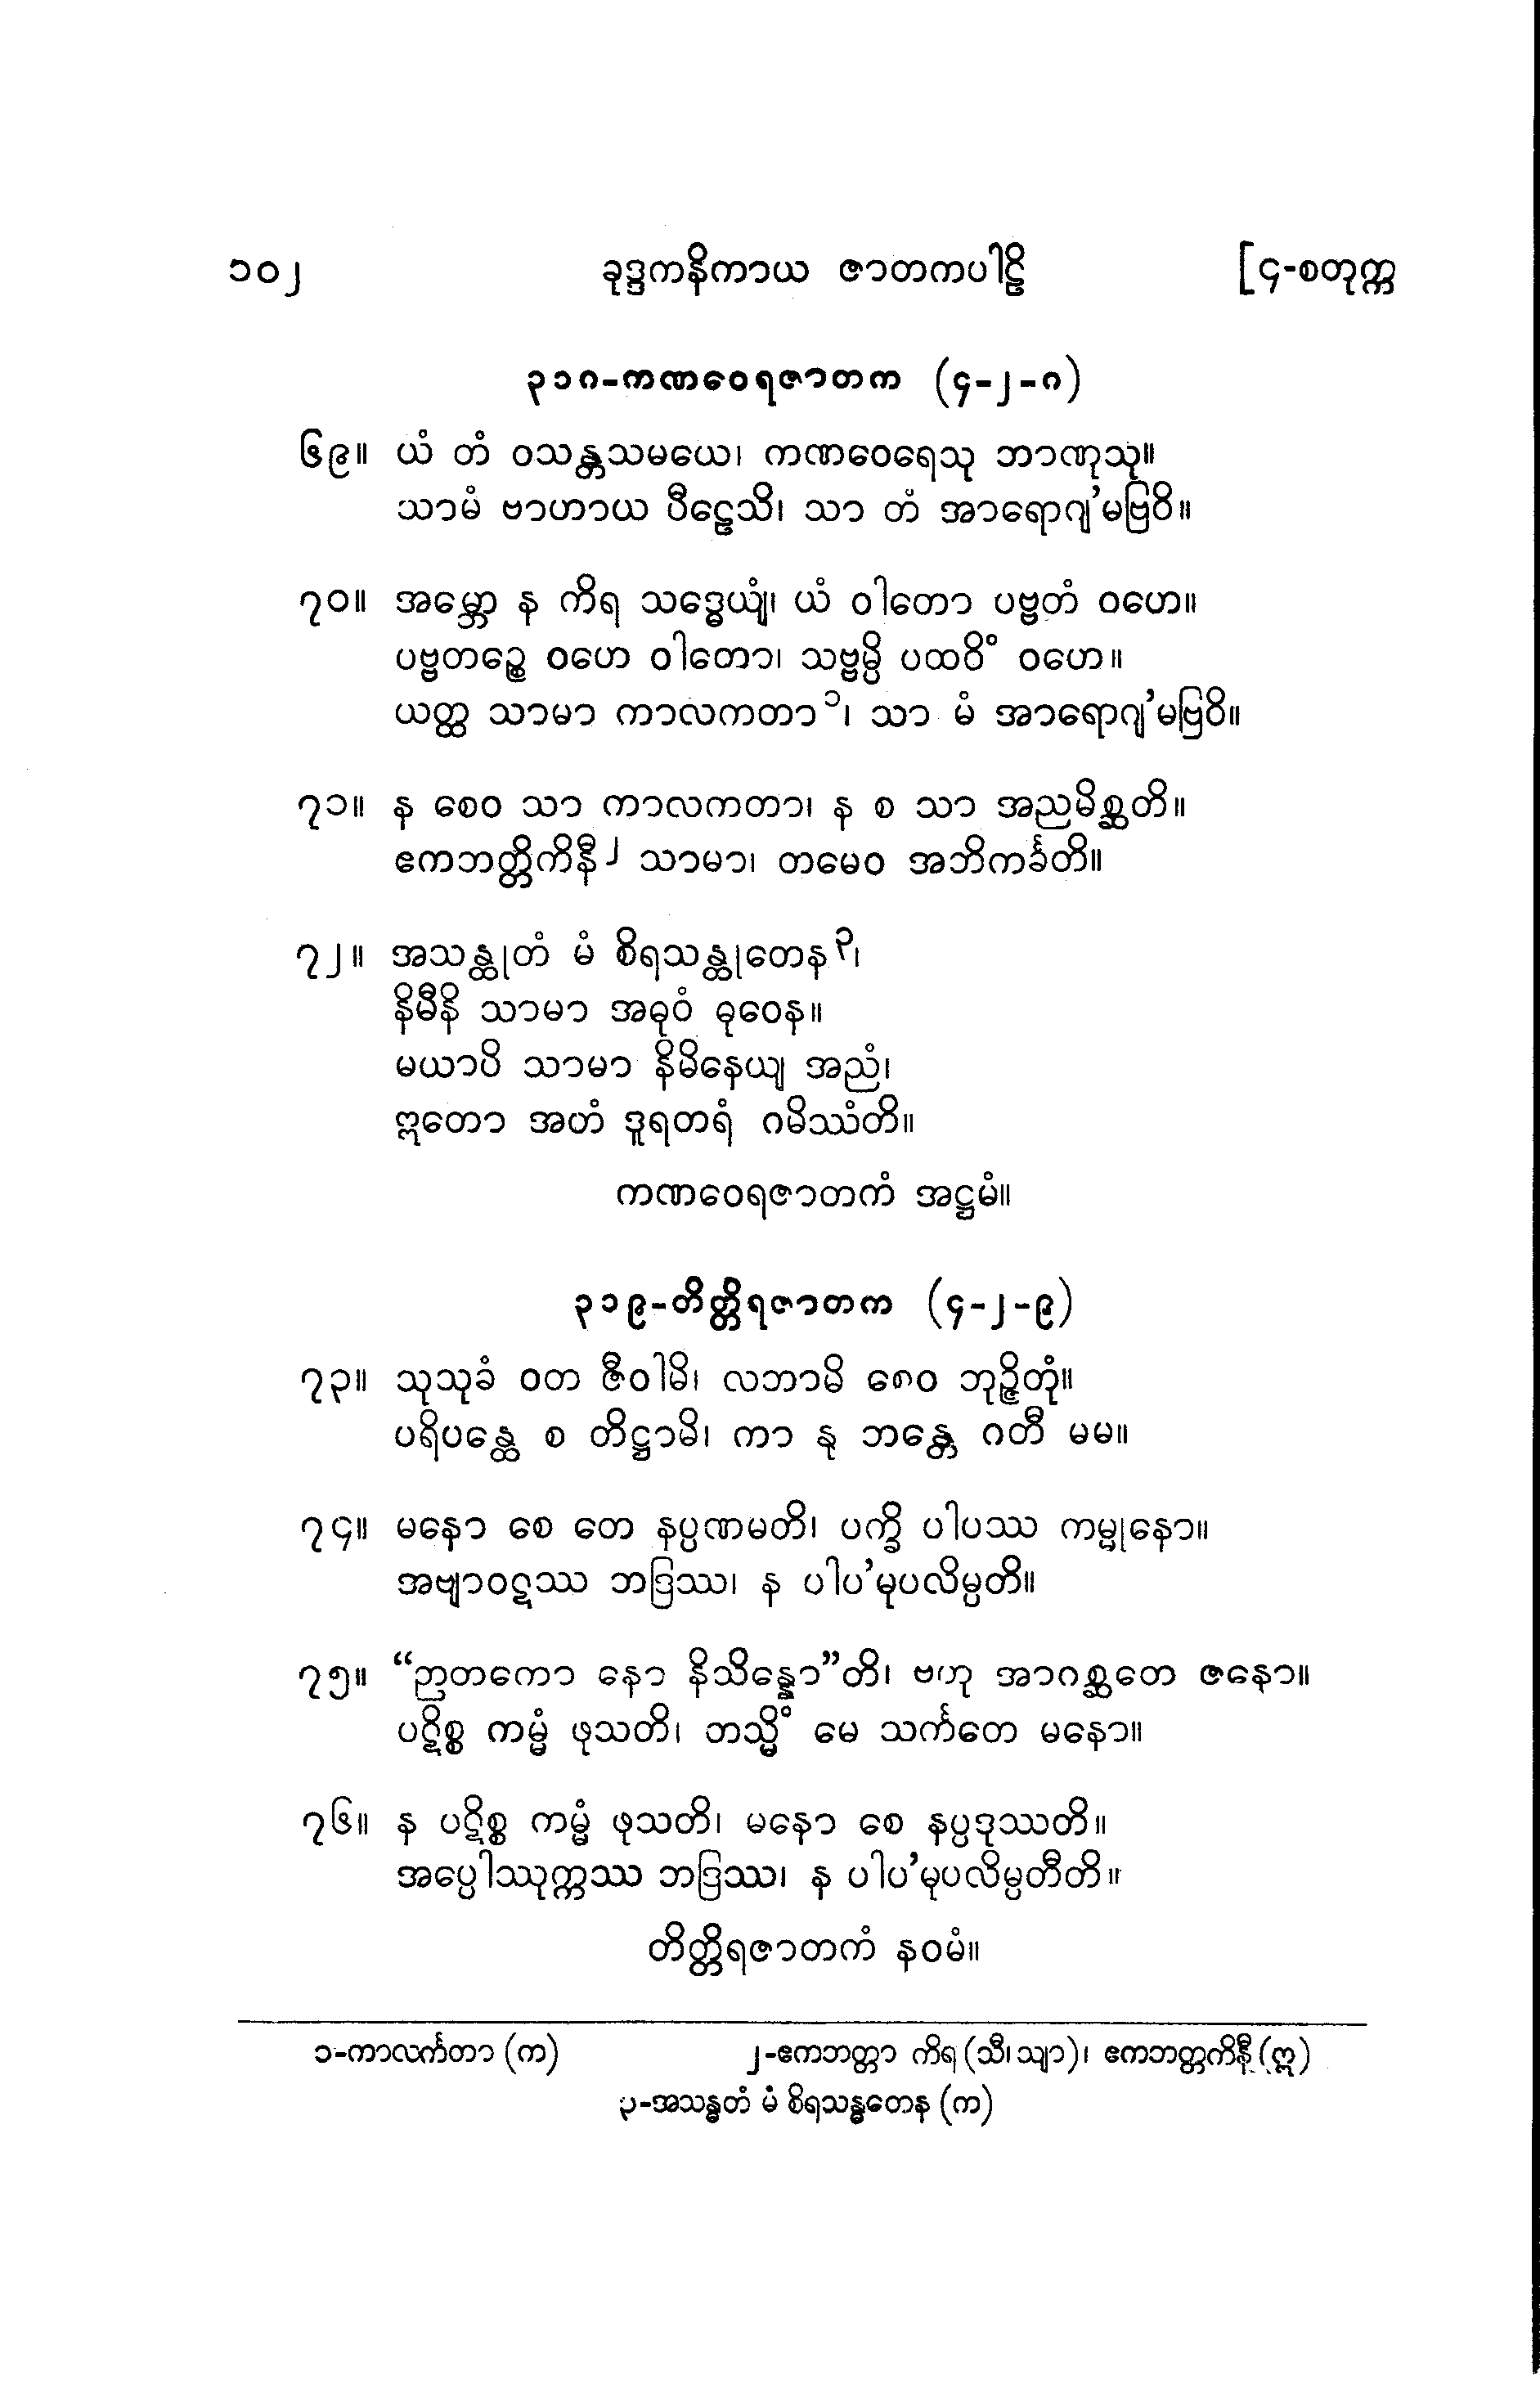 ၁၀၂ ခုဒ္ဒကနိကာယ ဇာတကပါဠိ [၄-စတုက္က
၃၁၈-ကဏဝေရဇာတက (၄-၂-၈)
၆၉။ ယံ တံ ဝသန္တသမယေ၊ ကဏဝေရေသု ဘာဏုသု။
သာမံ ဗာဟာယ ပီဠေသိ၊ သာ တံ အာရောဂျ’မဗြဝိ။
၇၀။ အမ္ဘော န ကိရ သဒ္ဓေယျံ၊ ယံ ဝါတော ပဗ္ဗတံ ဝဟေ။
ပဗ္ဗတဉ္စေ ဝဟေ ဝါတော၊ သဗ္ဗမ္ပိ ပထဝိံ ဝဟေ။
ယတ္ထ သာမာ ကာလကတာ၁၊ သာ မံ အာရောဂျ’မဗြဝိ။
၇၁။ န စေဝ သာ ကာလကတာ၊ န စ သာ အညမိစ္ဆတိ။
ဧကဘတ္တိကိနီ၂ သာမာ၊ တမေဝ အဘိကင်္ခတိ။
၇၂။ အသန္ထုတံ မံ စိရသန္ထုတေန၃၊
နိမီနိ သာမာ အဓုဝံ ဓုဝေန။
မယာပိ သာမာ နိမိနေယျ အညံ၊
ဣတော အဟံ ဒူရတရံ ဂမိဿံတိ။
ကဏဝေရဇာတကံ အဋ္ဌမံ။
၃၁၉-တိတ္တိရဇာတက (၄-၂-၉)
၇၃။ သုသုခံ ဝတ ဇီဝါမိ၊ လဘာမိ စေဝ ဘုဉ္ဇိတုံ။
ပရိပန္ထေ စ တိဋ္ဌာမိ၊ ကာ နု ဘန္တေ ဂတီ မမ။
၇၄။ မနော စေ တေ နပ္ပဏမတိ၊ ပက္ခိ ပါပဿ ကမ္မုနော။
အဗျာဝဋဿ ဘဒြဿ၊ န ပါပ’မုပလိမ္ပတိ။
၇၅။ “ဉာတကော နော နိသိန္နော”တိ၊ ဗဟု အာဂစ္ဆတေ ဇနော။
ပဋိစ္စ ကမ္မံ ဖုသတိ၊ တသ္မိံ မေ သင်္ကတေ မနော။
၇၆။ န ပဋိစ္စ ကမ္မံ ဖုသတိ၊ မနော စေ နပ္ပဒုဿတိ။
အပ္ပေါဿုက္ကဿ ဘဒြဿ၊ န ပါပ’မုပလိမ္ပတီတိ။
တိတ္တိရဇာတကံ နဝမံ။
၁-ကာလင်္ကတာ (က) ၂-ဧကဘတ္တာ ကိရ (သီ၊ သျာ)၊ ဧကဘတ္တကိနီ (ဣ)
၃-အသန္ဓတံ မံ စိရသန္ဓတေန (က)